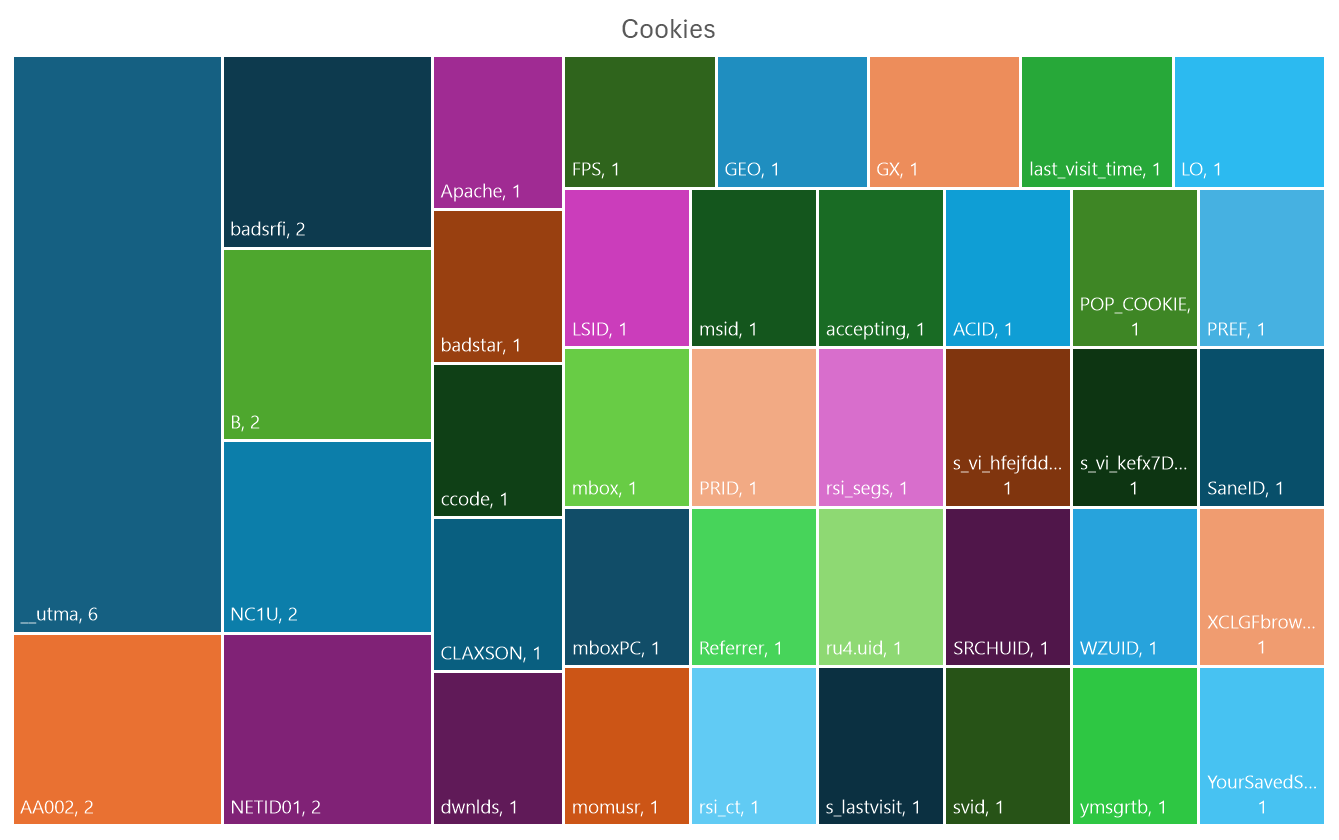 Cookies
__utma, 6
AA002, 2
badsrfi, 2
B, 2
NC1U, 2
NETID01, 2
Apache, 1
badstar, 1
ccode, 1
CLAXSON, 1
dwnlds, 1
FPS, 1
GEO, 1
GX, 1
last_visit_time, 1
LO, 1
LSID, 1
msid, 1
accepting, 1
ACID, 1
POP_COOKIE,
1
PREF, 1
mbox, 1
PRID, 1
rsi_segs, 1
s_vi_hfejfdd...
1
s_vi_kefx7D...
1
SaneID, 1
mboxPC, 1
Referrer, 1
ru4.uid, 1
SRCHUID, 1
WZUID, 1
XCLGFbrow...
1
momusr, 1
rsi_ct, 1
s_lastvisit, 1
svid, 1
ymsgrtb, 1
YourSavedS...
1